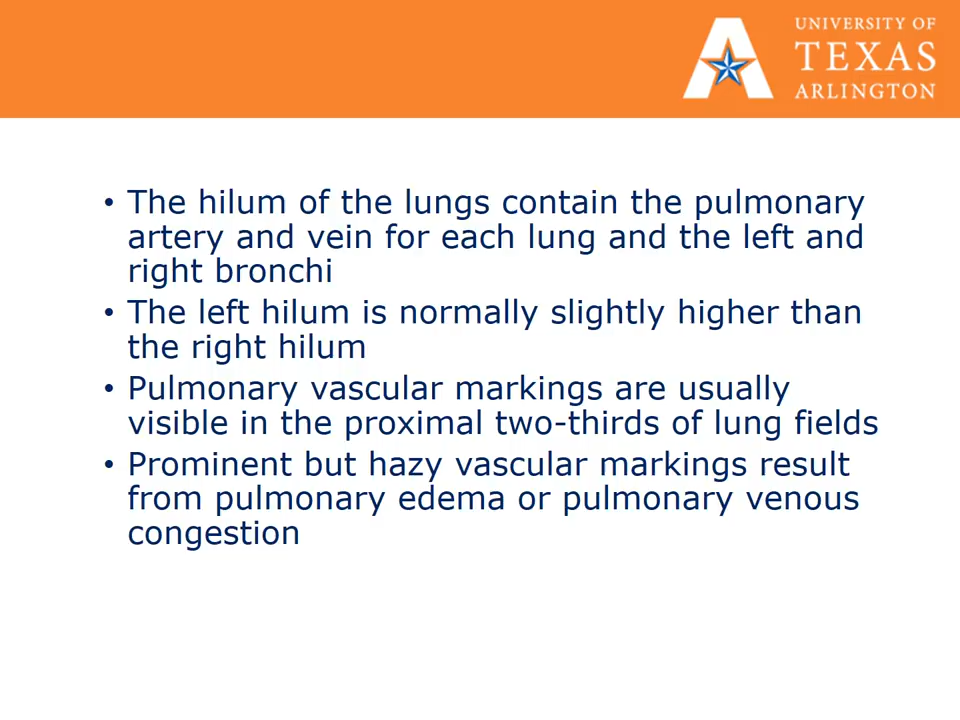 UNIVERSITY OF
TEXAS
ARLINGTON
• The hilum of the lungs contain the pulmonary
artery and vein for each lung and the left and
right bronchi
• The left hilum is normally slightly higher than
the right hilum
• Pulmonary vascular markings are usually
visible in the proximal two-thirds of lung fields
• Prominent but hazy vascular markings result
from pulmonary edema or pulmonary venous
congestion